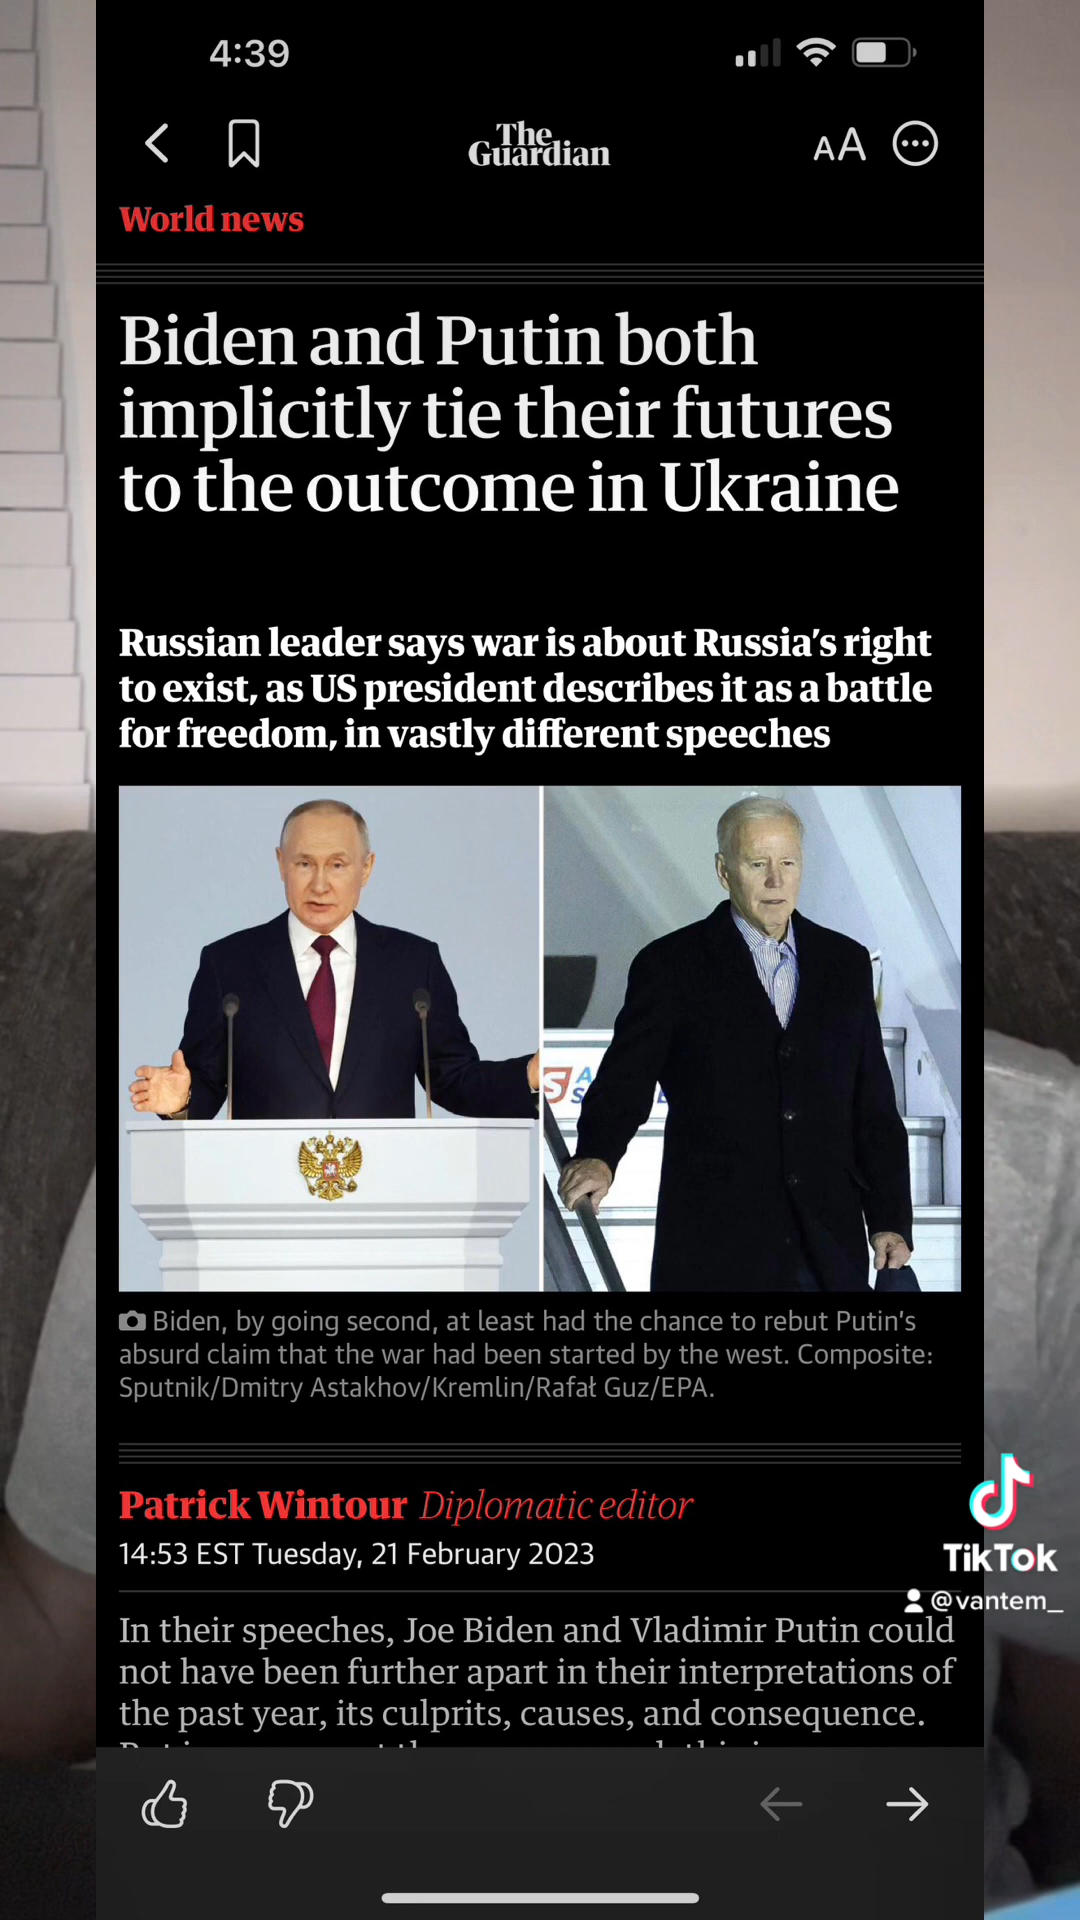 4:39
The
Guardian
AA
World news
Biden and Putin both
implicitly tie their futures
to the outcome in Ukraine
Russian leader says war is about Russia’s right
to exist, as US president describes it as a battle
for freedom, in vastly different speeches
Biden, by going second, at least had the chance to rebut Putin’s
absurd claim that the war had been started by the west. Composite:
Sputnik/Dmitry Astakhov/Kremlin/Rafał Guz/EPA.
Patrick Wintour Diplomatic editor
14:53 EST Tuesday, 21 February 2023
TikTok
@vantem_
In their speeches, Joe Biden and Vladimir Putin could
not have been further apart in their interpretations of
the past year, its culprits, causes, and consequence.